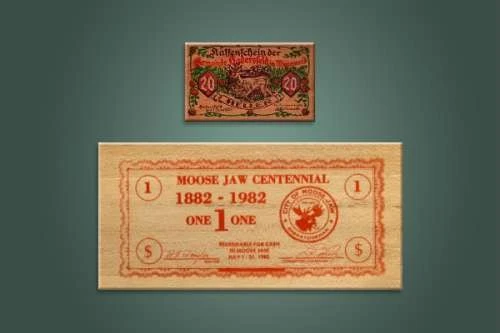 Kassenschein der
20 20
HELLER
1 MOOSE JAW CENTENNIAL 1
1882 - 1982
ONE 1 ONE
CITY OF MOOSE JAW
SASKATCHEWAN
REDEEMABLE FOR CASH
IN MOOSE JAW
JULY 1 - 31, 1982
$ $